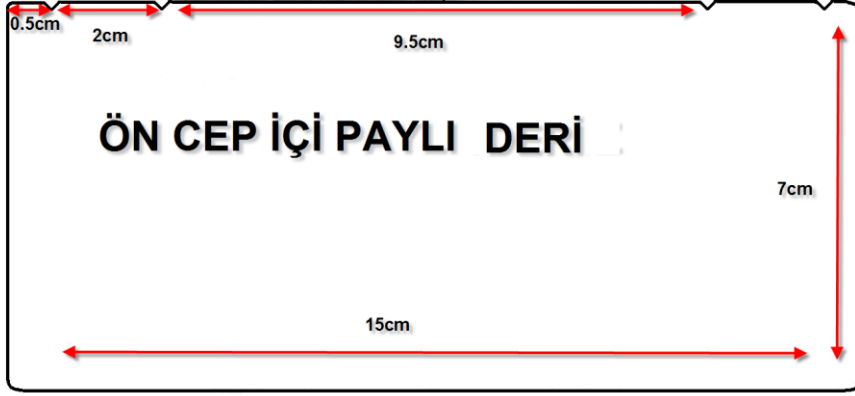 0.5cm
2cm
9.5cm
ÖN CEP İÇİ PAYLI DERİ
7cm
15cm